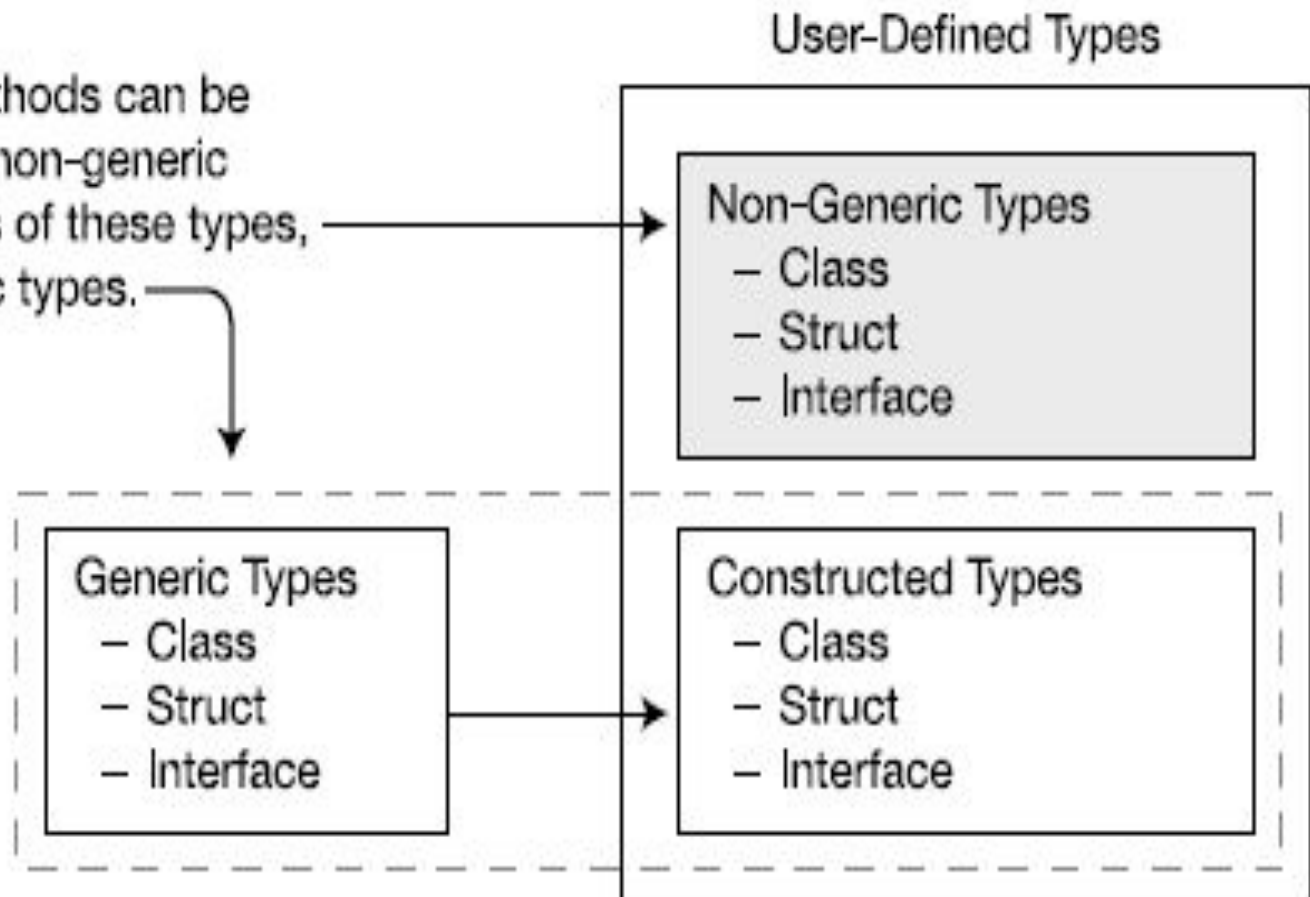 User-Defined Types
thods can be
non-generic
s of these types,
c types.
Non-Generic Types
– Class
– Struct
– Interface
Generic Types
– Class
– Struct
– Interface
Constructed Types
– Class
– Struct
– Interface